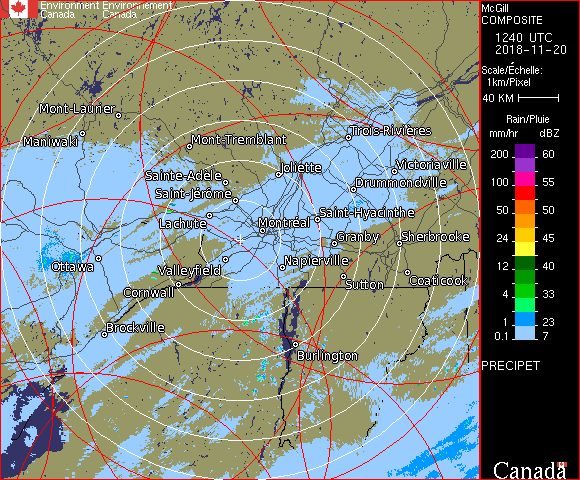 Environment Environnement
Canada Canada
McGill
COMPOSITE
1240 UTC
2018-11-20
Scale/Échelle:
1km/Pixel
40 KM
Rain/Pluie
mm/hr dBZ
200 60
150 57
100 55
50 50
24 45
12 40
4 33
1 23
0.1 7
PRECIPET
Canada
Mont-Laurier
Maniwaki
Mont-Tremblant
Trois-Rivières
Joliette
Victoriaville
Sainte-Adèle
Drummondville
Saint-Jérôme
Saint-Hyacinthe
Lachute
Montréal
Granby
Sherbrooke
Ottawa
Valleyfield
Napierville
Cornwall
Sutton
Coaticook
Brockville
Burlington